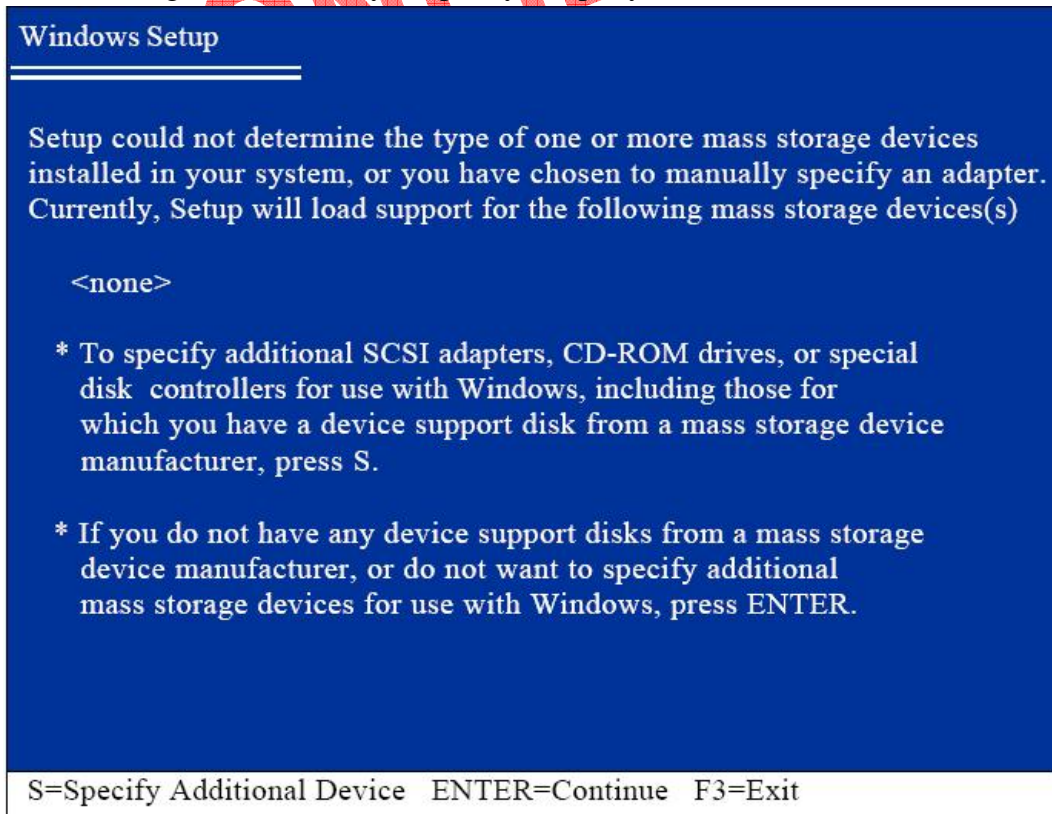 Windows Setup
Setup could not determine the type of one or more mass storage devices
installed in your system, or you have chosen to manually specify an adapter.
Currently, Setup will load support for the following mass storage devices(s)
<none>
* To specify additional SCSI adapters, CD-ROM drives, or special
disk controllers for use with Windows, including those for
which you have a device support disk from a mass storage device
manufacturer, press S.
* If you do not have any device support disks from a mass storage
device manufacturer, or do not want to specify additional
mass storage devices for use with Windows, press ENTER.
S=Specify Additional Device ENTER=Continue F3=Exit